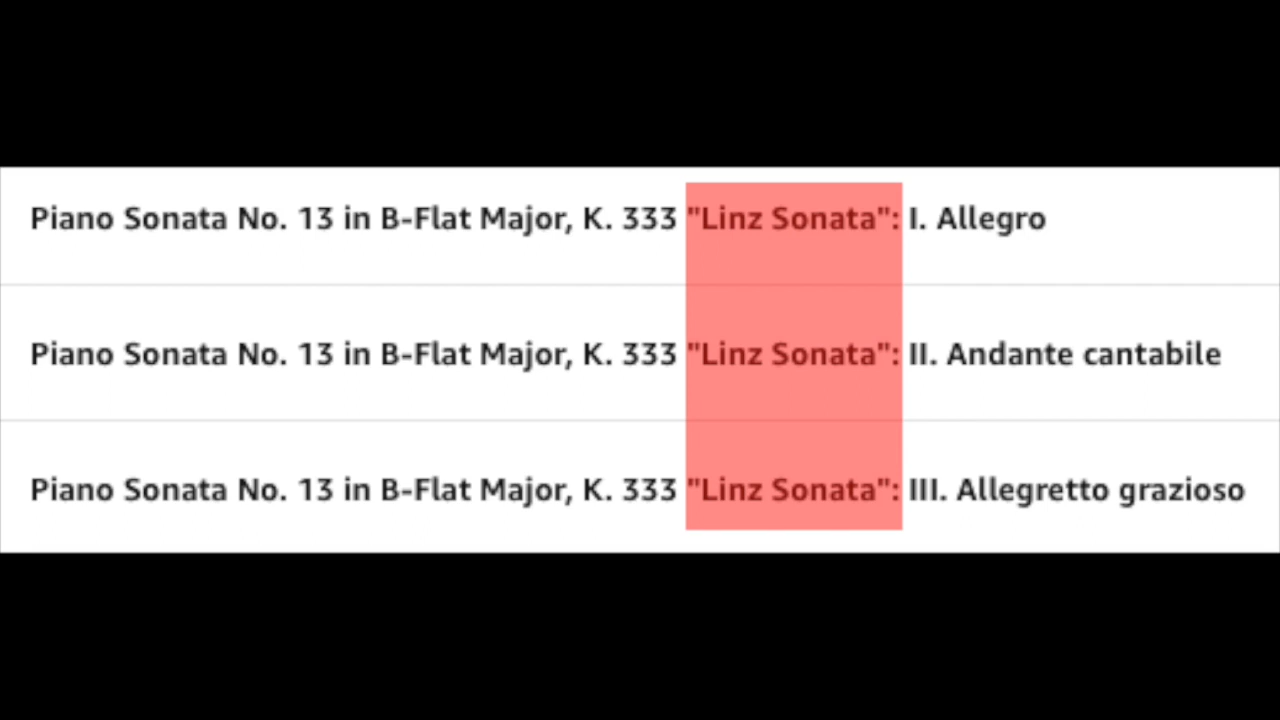 Piano Sonata No. 13 in B-Flat Major, K. 333 "Linz Sonata": I. Allegro
Piano Sonata No. 13 in B-Flat Major, K. 333 "Linz Sonata": II. Andante cantabile
Piano Sonata No. 13 in B-Flat Major, K. 333 "Linz Sonata": III. Allegretto grazioso